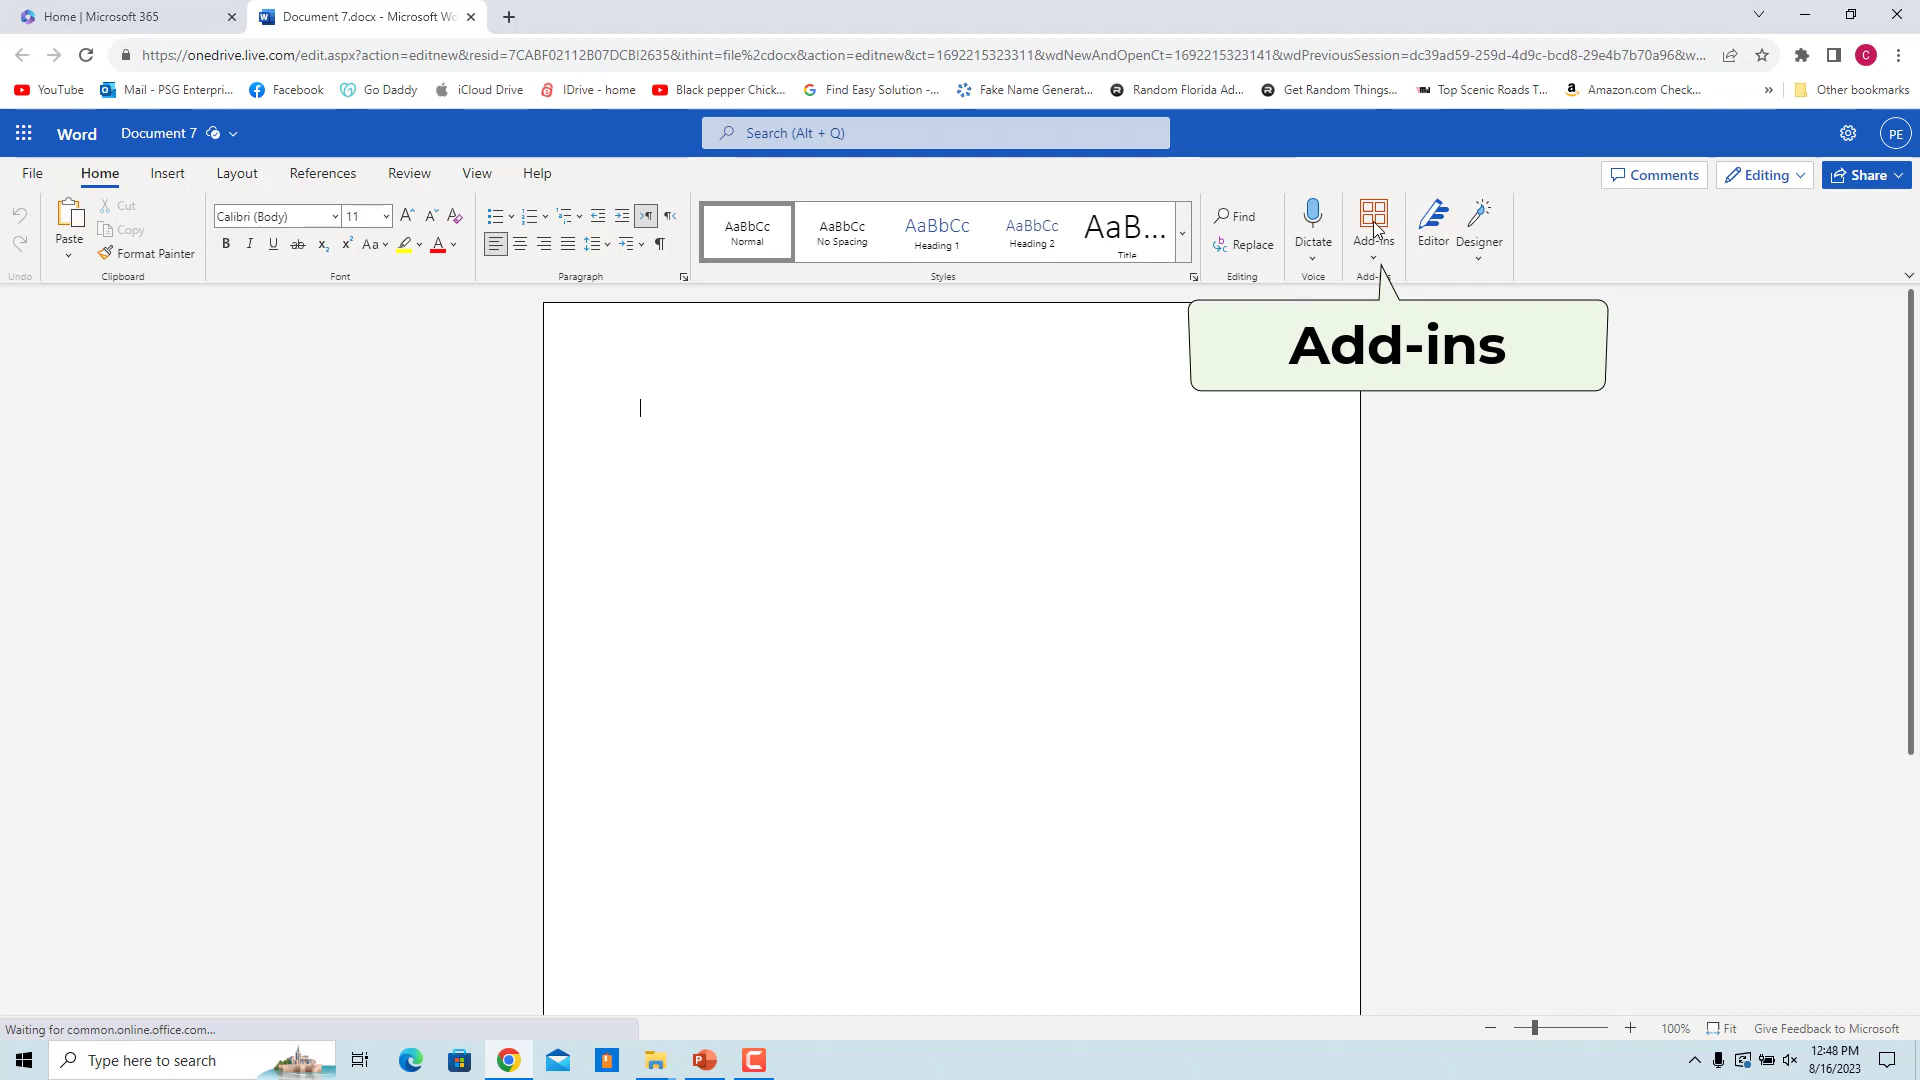 Home | Microsoft 365
Document 7.docx - Microsoft Wo
https://onedrive.live.com/edit.aspx?action=editnew&resid=7CABF02112B07DCB!2635&ithint=file%2cdocx&action=editnew&ct=1692215323311&wdNewAndOpenCt=1692215323141&wdPreviousSession=dc39ad59-259d-4d9c-bcd8-29e4b7b70a96&w...
C
YouTube
Mail - PSG Enterpri...
Facebook
Go Daddy
iCloud Drive
IDrive - home
Black pepper Chick...
Find Easy Solution -...
Fake Name Generat...
Random Florida Ad...
Get Random Things...
Top Scenic Roads T...
Amazon.com Check...
»
Other bookmarks
Word
Document 7
Search (Alt + Q)
PE
File
Home
Insert
Layout
References
Review
View
Help
Comments
Editing
Share
Undo
Paste
Cut
Copy
Format Painter
Clipboard
Calibri (Body)
11
Font
Paragraph
AaBbCc
Normal
AaBbCc
No Spacing
AaBbCc
Heading 1
AaBbCc
Heading 2
AaB...
Title
Styles
Find
Replace
Editing
Dictate
Voice
Add-ins
Editor
Designer
Add-ins
Waiting for common.online.office.com...
100%
Fit
Give Feedback to Microsoft
Type here to search
12:48 PM
8/16/2023